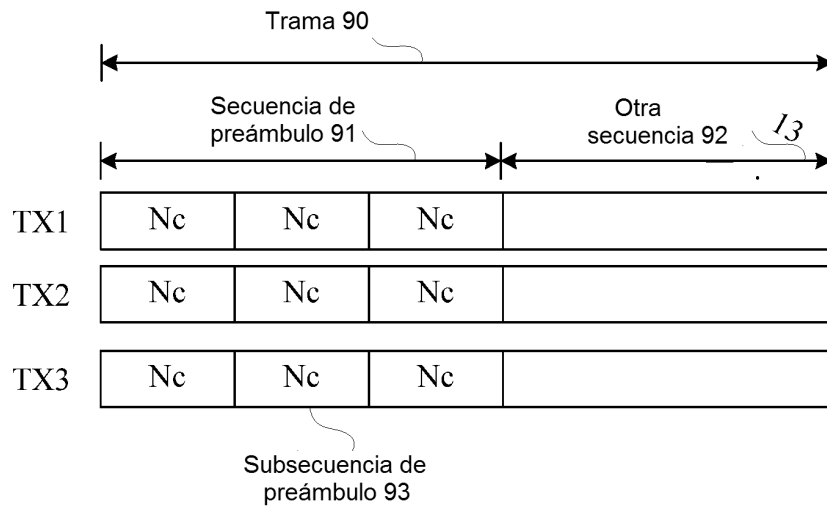 Trama 90
Secuencia de
preámbulo 91
Otra
secuencia 92
13
TX1 Nc Nc Nc
TX2 Nc Nc Nc
TX3 Nc Nc Nc
Subsecuencia de
preámbulo 93